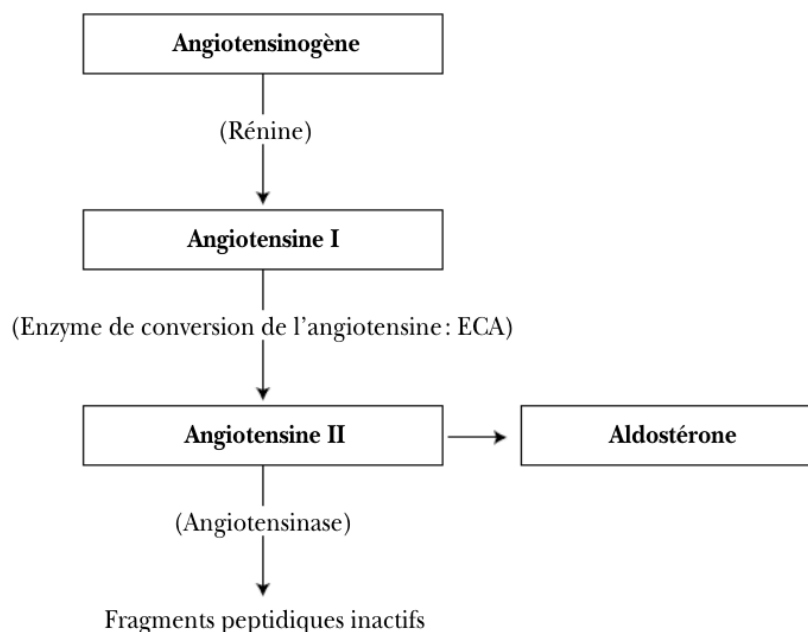 Angiotensinogène
(Rénine)
Angiotensine I
(Enzyme de conversion de l’angiotensine : ECA)
Angiotensine II
Aldostérone
(Angiotensinase)
Fragments peptidiques inactifs